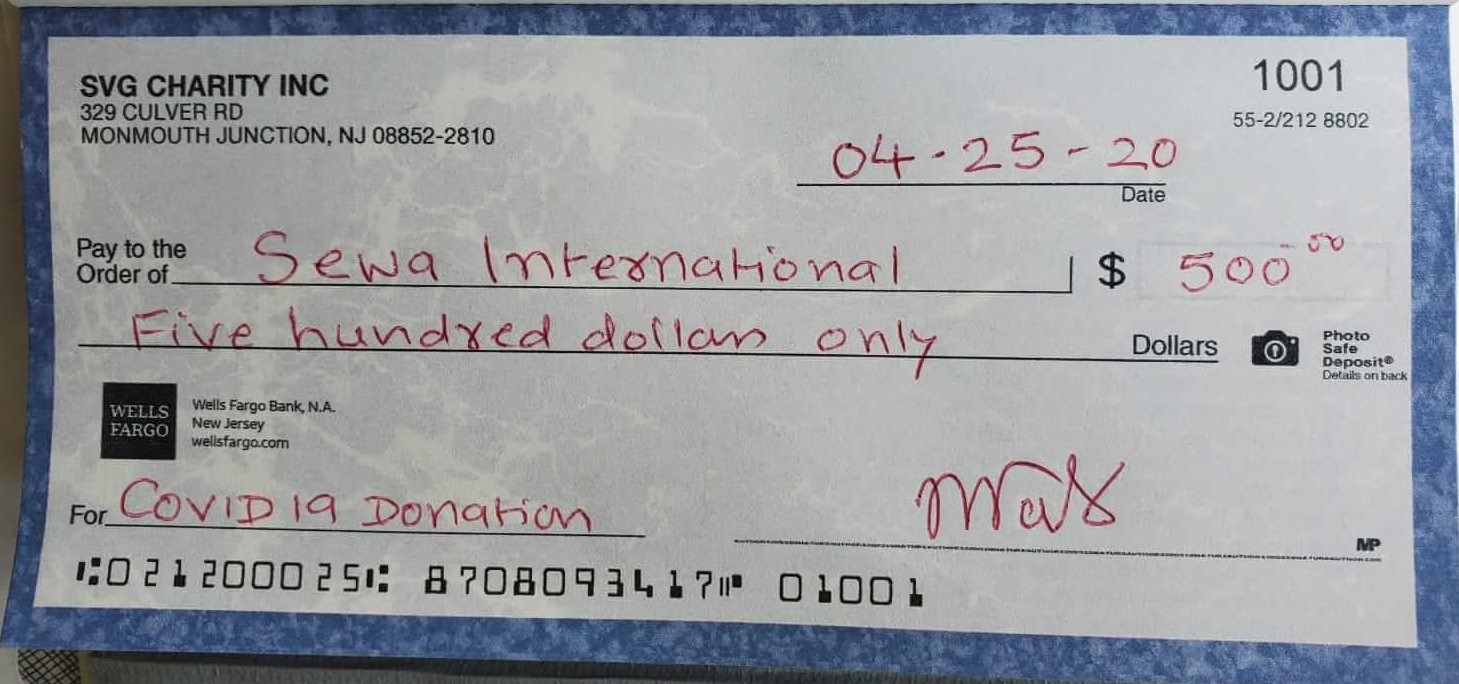 SVG CHARITY INC
329 CULVER RD
MONMOUTH JUNCTION, NJ 08852-2810
1001
55-2/212 8802
04-25-20
Date
Pay to the
Order of Sewa International $ 500.00
Five hundred dollars only Dollars
Photo
Safe
Deposit®
Details on back
WELLS
FARGO
Wells Fargo Bank, N.A.
New Jersey
wellsfargo.com
For COVID 19 Donation
MP
⑆021200025⑆ 8708093417⑈ 01001